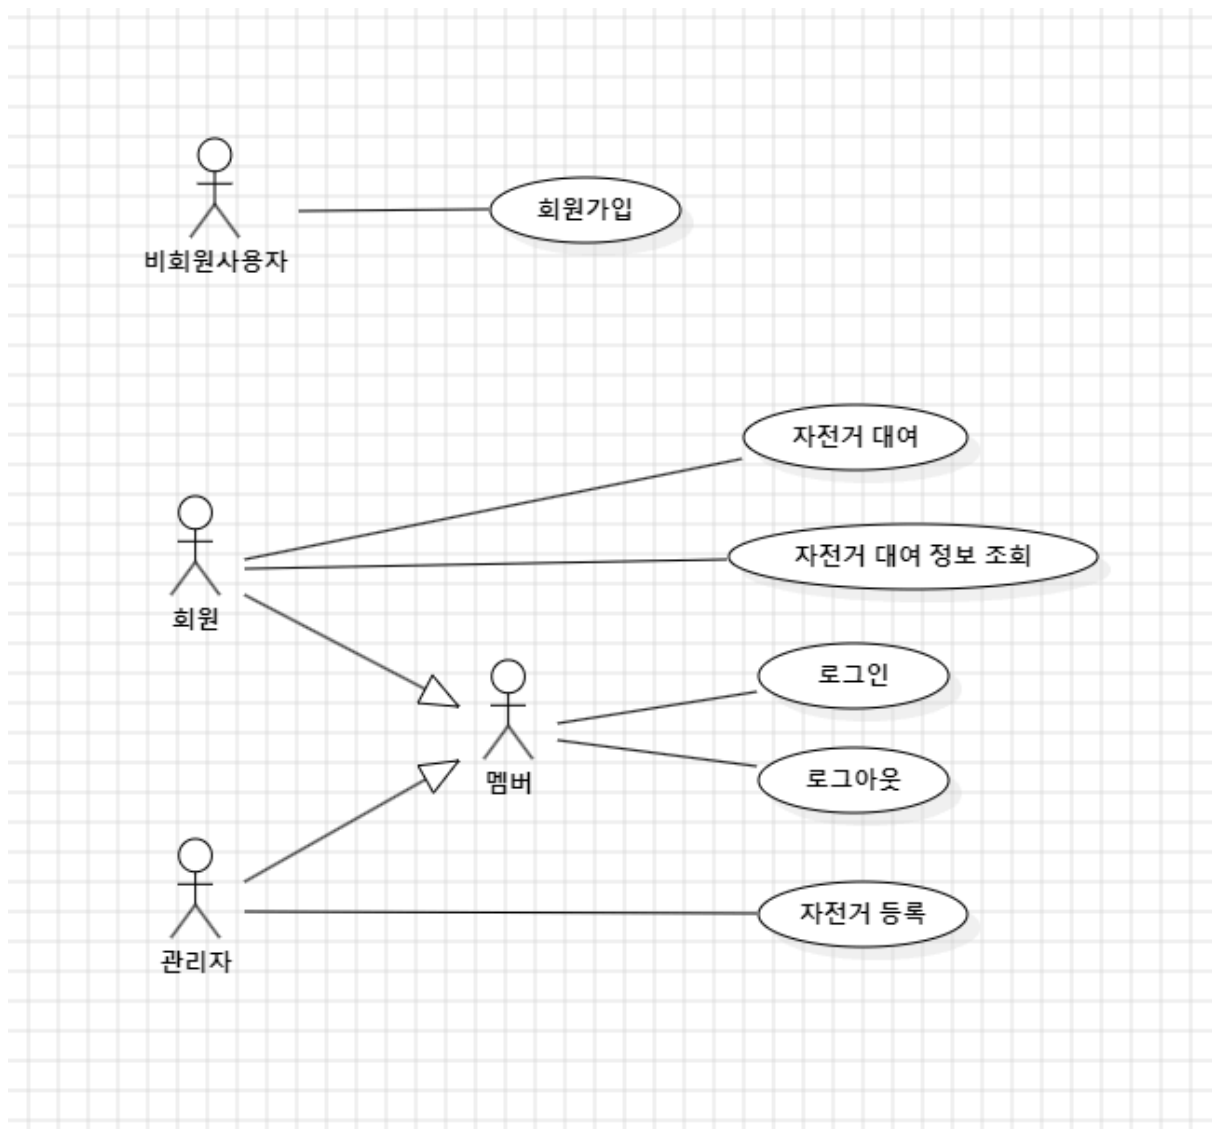 회원가입
비회원사용자
자전거 대여
자전거 대여 정보 조회
회원
로그인
멤버
로그아웃
자전거 등록
관리자